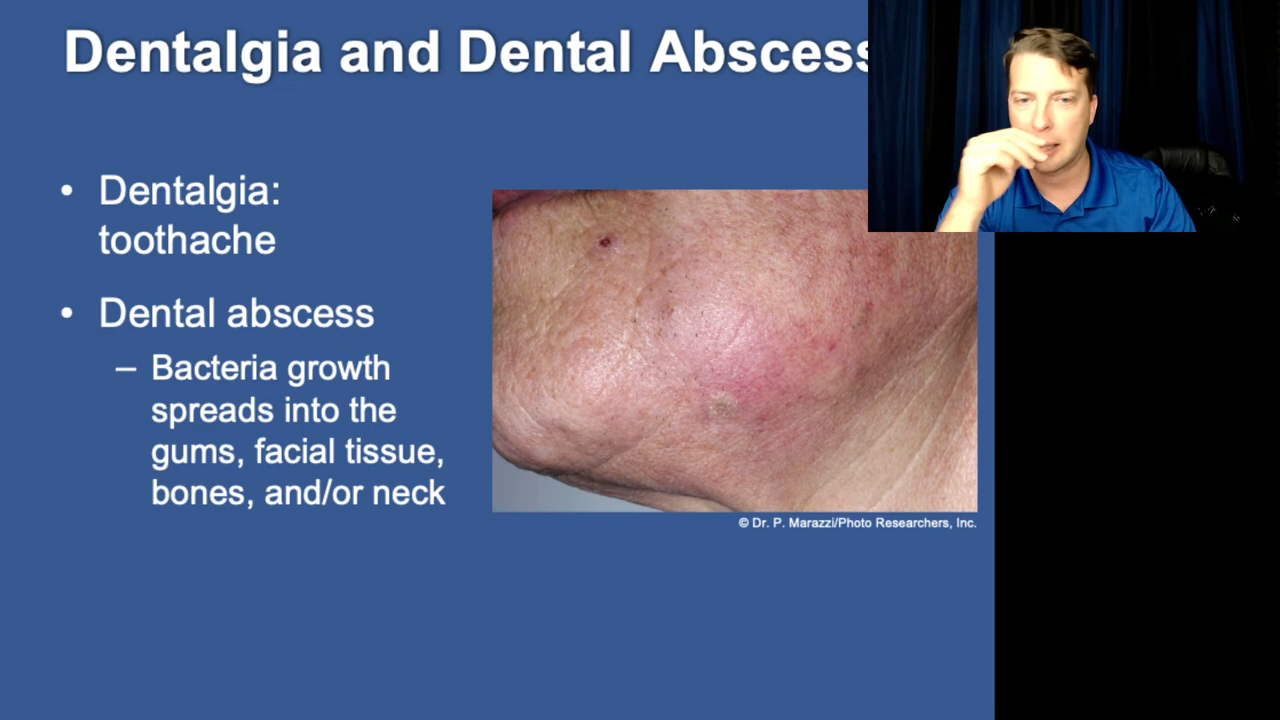 Dentalgia and Dental Abscess
• Dentalgia:
toothache
• Dental abscess
– Bacteria growth
spreads into the
gums, facial tissue,
bones, and/or neck
© Dr. P. Marazzi/Photo Researchers, Inc.